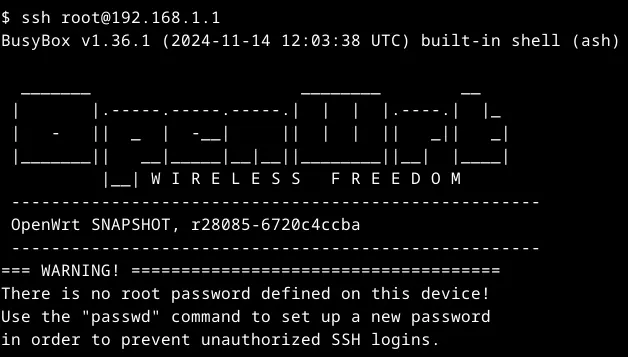 $ ssh root@192.168.1.1
BusyBox v1.36.1 (2024-11-14 12:03:38 UTC) built-in shell (ash)
  _______                     ________        __
 |       |.-----.-----.-----.|  |  |  |.----.|  |_
 |   -   ||  _  |  -__|     ||  |  |  ||   _||   _|
 |_______||   __|_____|__|__||________||__|  |____|
          |__| W I R E L E S S   F R E E D O M
 -----------------------------------------------------
 OpenWrt SNAPSHOT, r28085-6720c4ccba
 -----------------------------------------------------
=== WARNING! =====================================
There is no root password defined on this device!
Use the "passwd" command to set up a new password
in order to prevent unauthorized SSH logins.